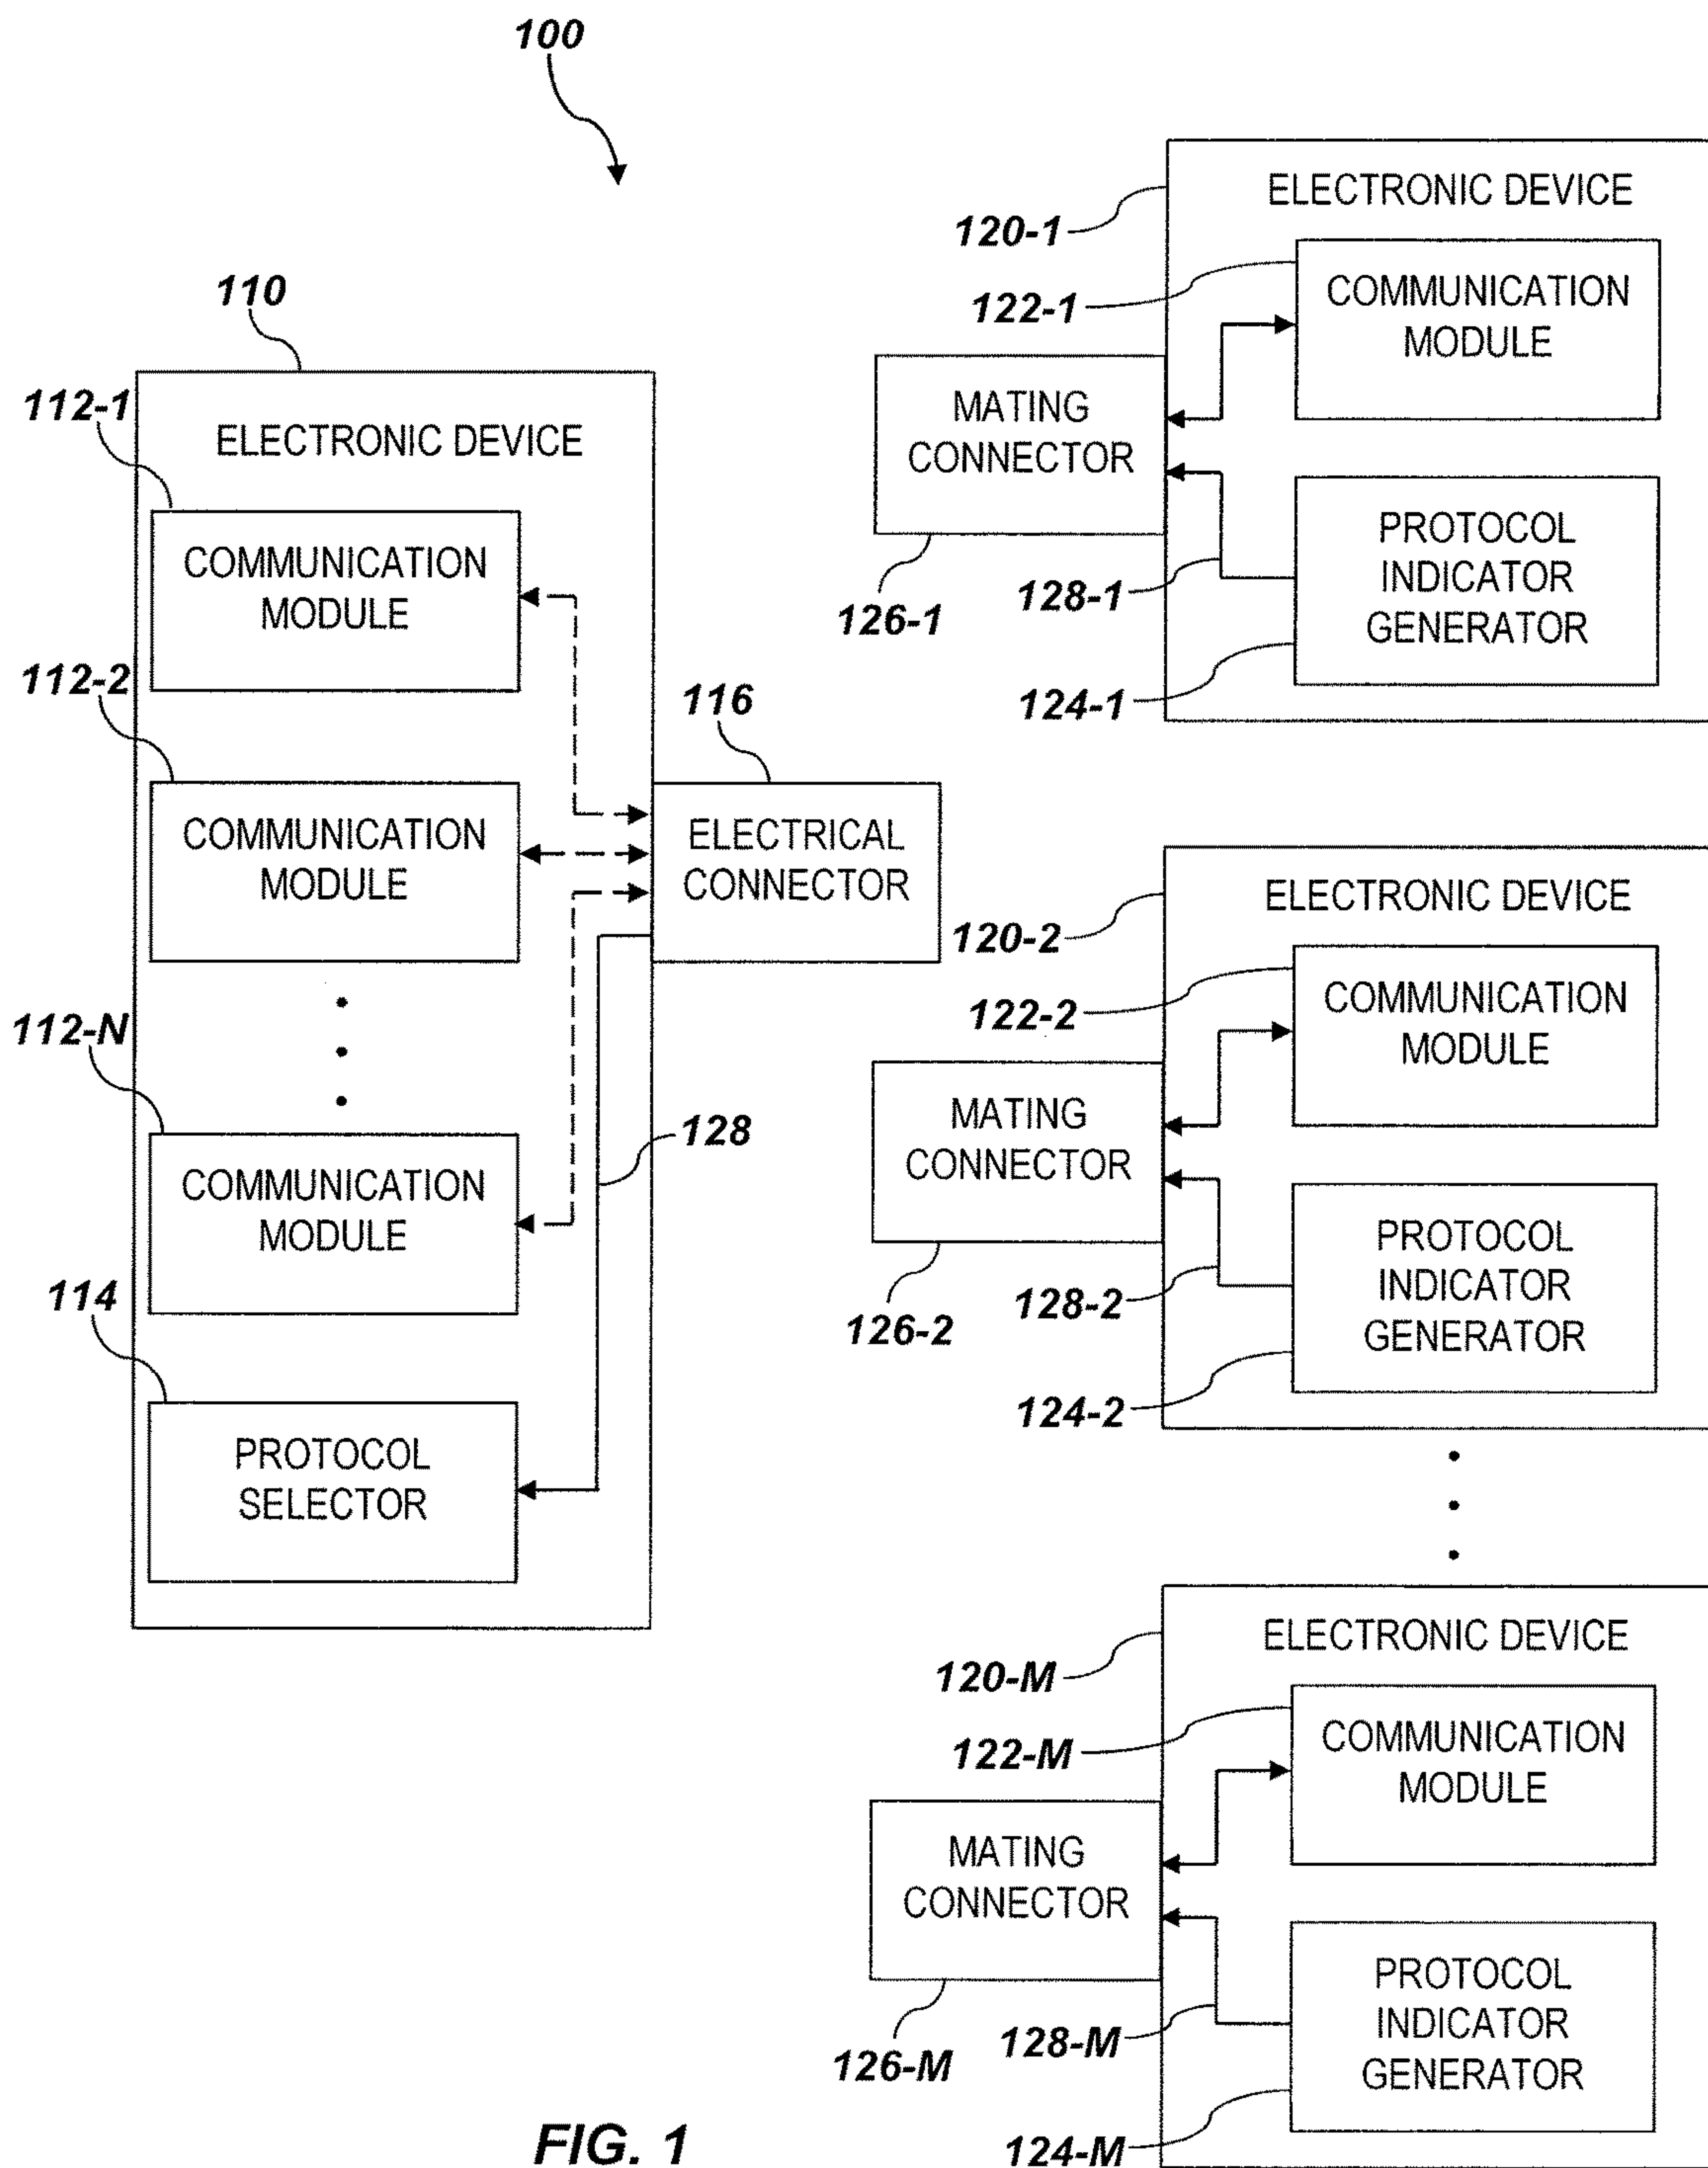 100
110
ELECTRONIC DEVICE
112-1
COMMUNICATION
MODULE
112-2
COMMUNICATION
MODULE
112-N
COMMUNICATION
MODULE
114
PROTOCOL
SELECTOR
116
ELECTRICAL
CONNECTOR
128
120-1
ELECTRONIC DEVICE
122-1
COMMUNICATION
MODULE
MATING
CONNECTOR
126-1
128-1
PROTOCOL
INDICATOR
GENERATOR
124-1
120-2
ELECTRONIC DEVICE
122-2
COMMUNICATION
MODULE
MATING
CONNECTOR
126-2
128-2
PROTOCOL
INDICATOR
GENERATOR
124-2
120-M
ELECTRONIC DEVICE
122-M
COMMUNICATION
MODULE
MATING
CONNECTOR
126-M
128-M
PROTOCOL
INDICATOR
GENERATOR
124-M
FIG. 1